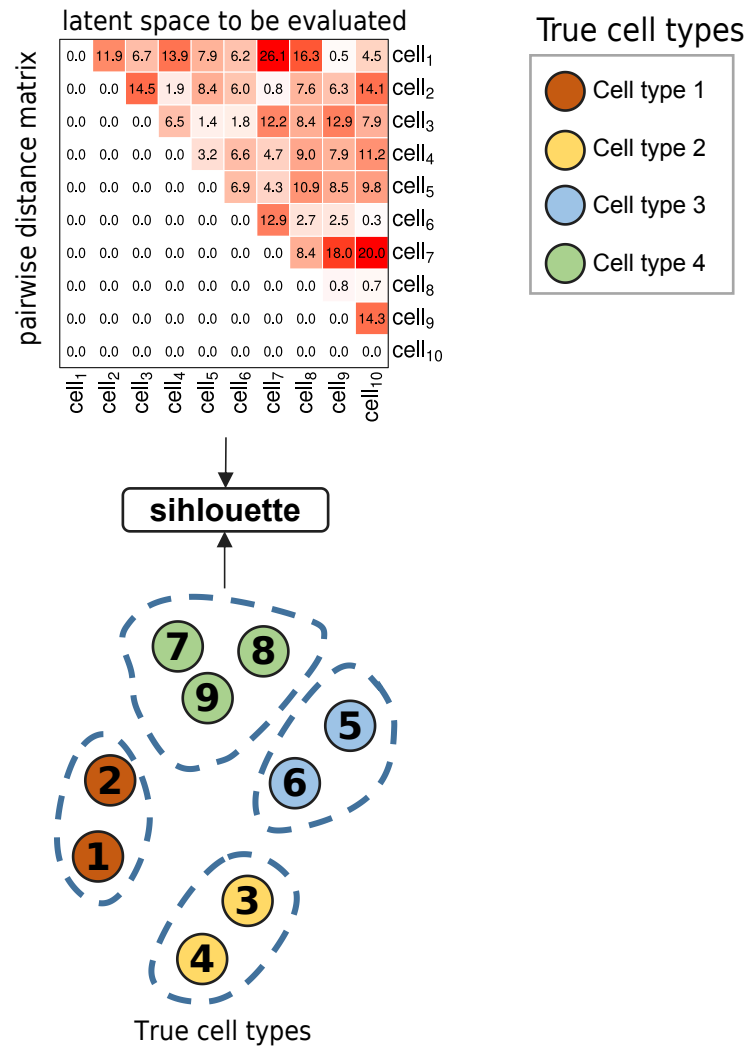 latent space to be evaluated
pairwise distance matrix
0.0 11.9 6.7 13.9 7.9 6.2 26.1 16.3 0.5 4.5 cell1
0.0 0.0 14.5 1.9 8.4 6.0 0.8 7.6 6.3 14.1 cell2
0.0 0.0 0.0 6.5 1.4 1.8 12.2 8.4 12.9 7.9 cell3
0.0 0.0 0.0 0.0 3.2 6.6 4.7 9.0 7.9 11.2 cell4
0.0 0.0 0.0 0.0 0.0 6.9 4.3 10.9 8.5 9.8 cell5
0.0 0.0 0.0 0.0 0.0 0.0 12.9 2.7 2.5 0.3 cell6
0.0 0.0 0.0 0.0 0.0 0.0 0.0 8.4 18.0 20.0 cell7
0.0 0.0 0.0 0.0 0.0 0.0 0.0 0.0 0.8 0.7 cell8
0.0 0.0 0.0 0.0 0.0 0.0 0.0 0.0 0.0 14.3 cell9
0.0 0.0 0.0 0.0 0.0 0.0 0.0 0.0 0.0 0.0 cell10
cell1 cell2 cell3 cell4 cell5 cell6 cell7 cell8 cell9 cell10
True cell types
Cell type 1
Cell type 2
Cell type 3
Cell type 4
sihlouette
7 8
9
5
2 6
1
3
4
True cell types